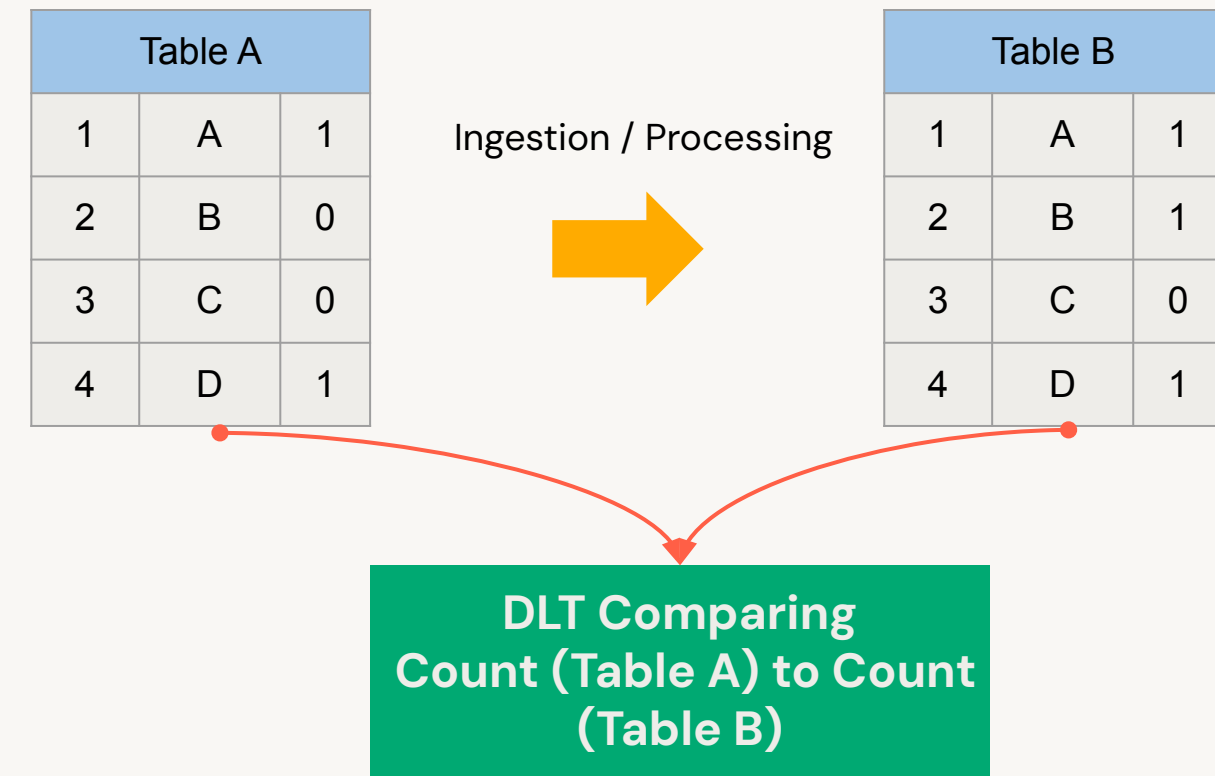 Table A
1 A 1
2 B 0
3 C 0
4 D 1
Ingestion / Processing
Table B
1 A 1
2 B 1
3 C 0
4 D 1
DLT Comparing
Count (Table A) to Count
(Table B)